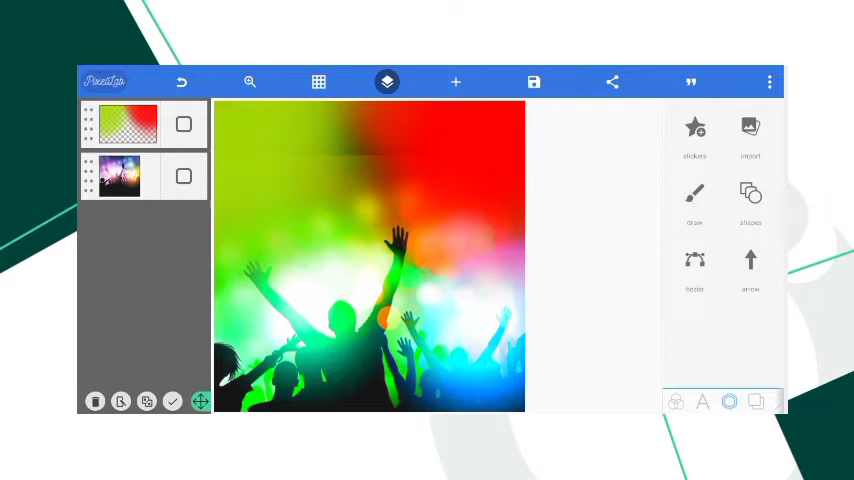 PixelLab
stickers
import
draw
shapes
bezier
arrow
A